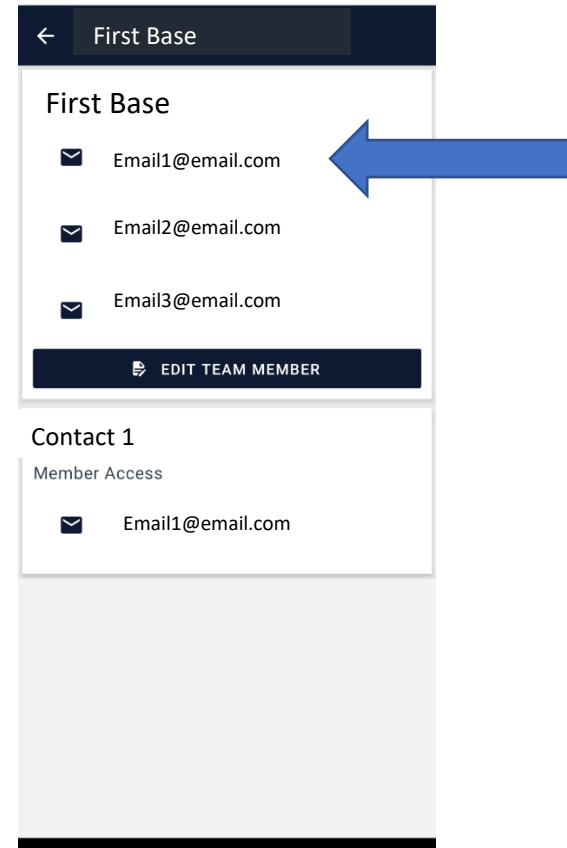 First Base
First Base
Email1@email.com
Email2@email.com
Email3@email.com
EDIT TEAM MEMBER
Contact 1
Member Access
Email1@email.com